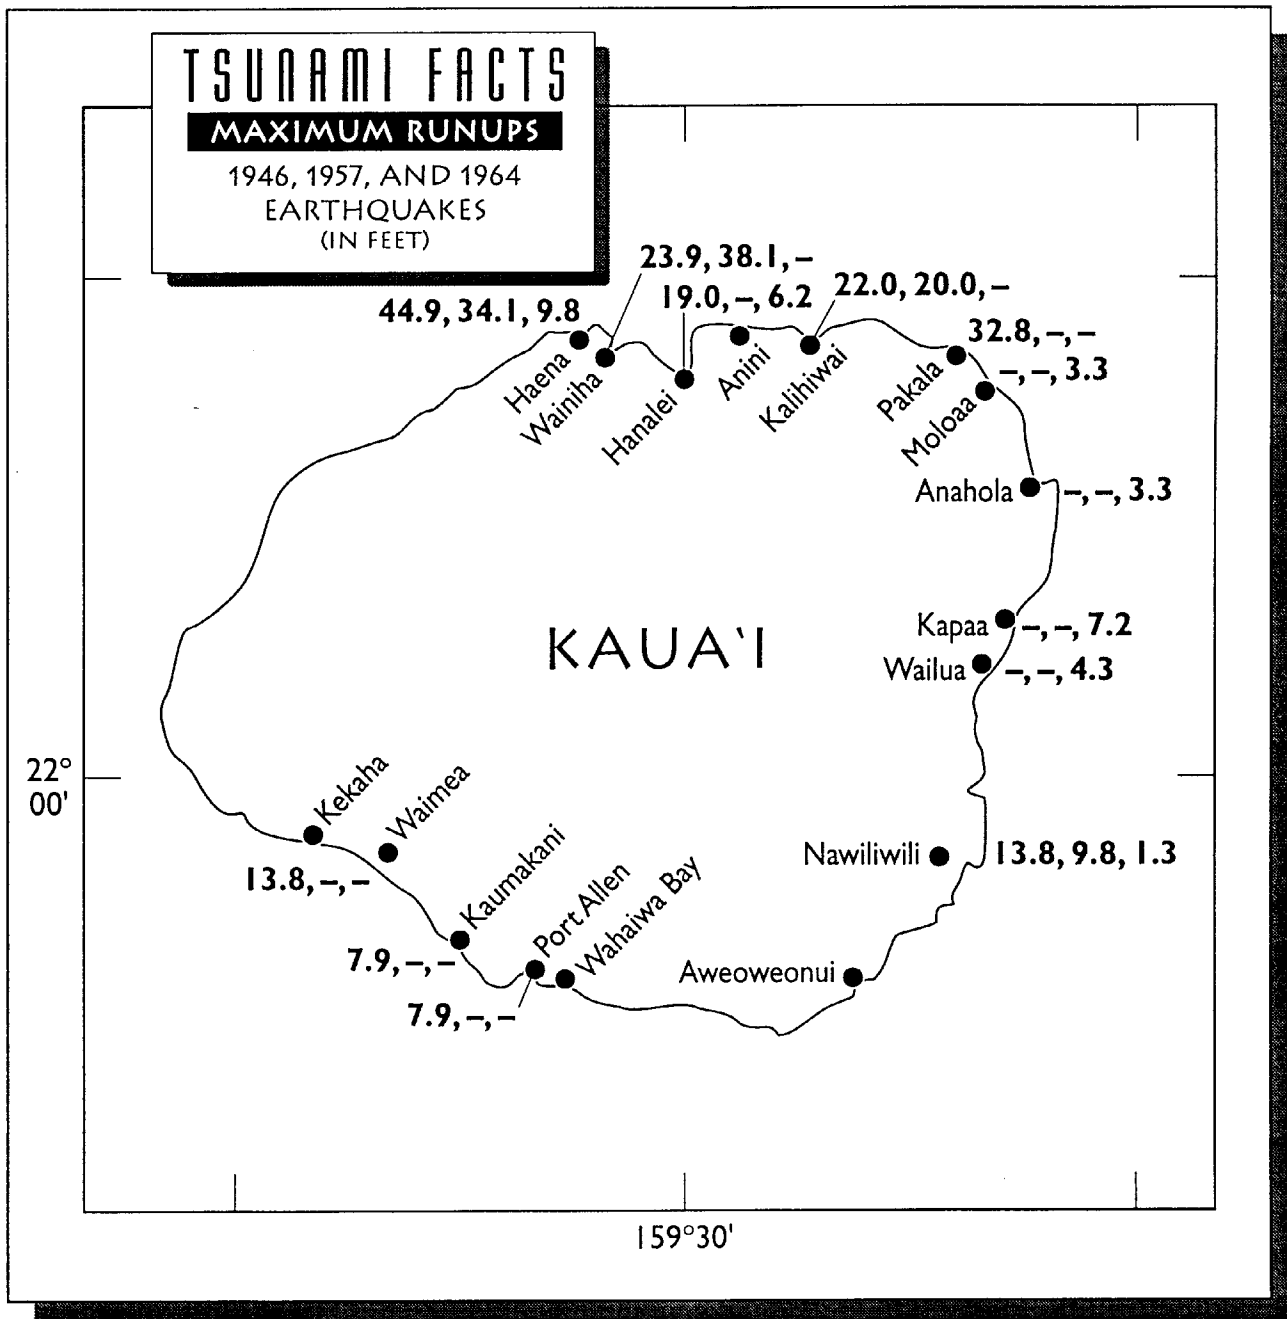 TSUNAMI FACTS
MAXIMUM RUNUPS
1946, 1957, AND 1964
EARTHQUAKES
(IN FEET)
23.9, 38.1, –
19.0, –, 6.2
22.0, 20.0, –
44.9, 34.1, 9.8
32.8, –, –
–, –, 3.3
Haena
Wainiha
Hanalei
Anini
Kalihiwai
Pakala
Moloaa
Anahola
–, –, 3.3
Kapaa
–, –, 7.2
Wailua
–, –, 4.3
KAUA'I
22°
00'
Kekaha
13.8, –, –
Waimea
Kaumakani
7.9, –, –
Port Allen
7.9, –, –
Wahaiwa Bay
Nawiliwili
13.8, 9.8, 1.3
Aweoweonui
159°30'